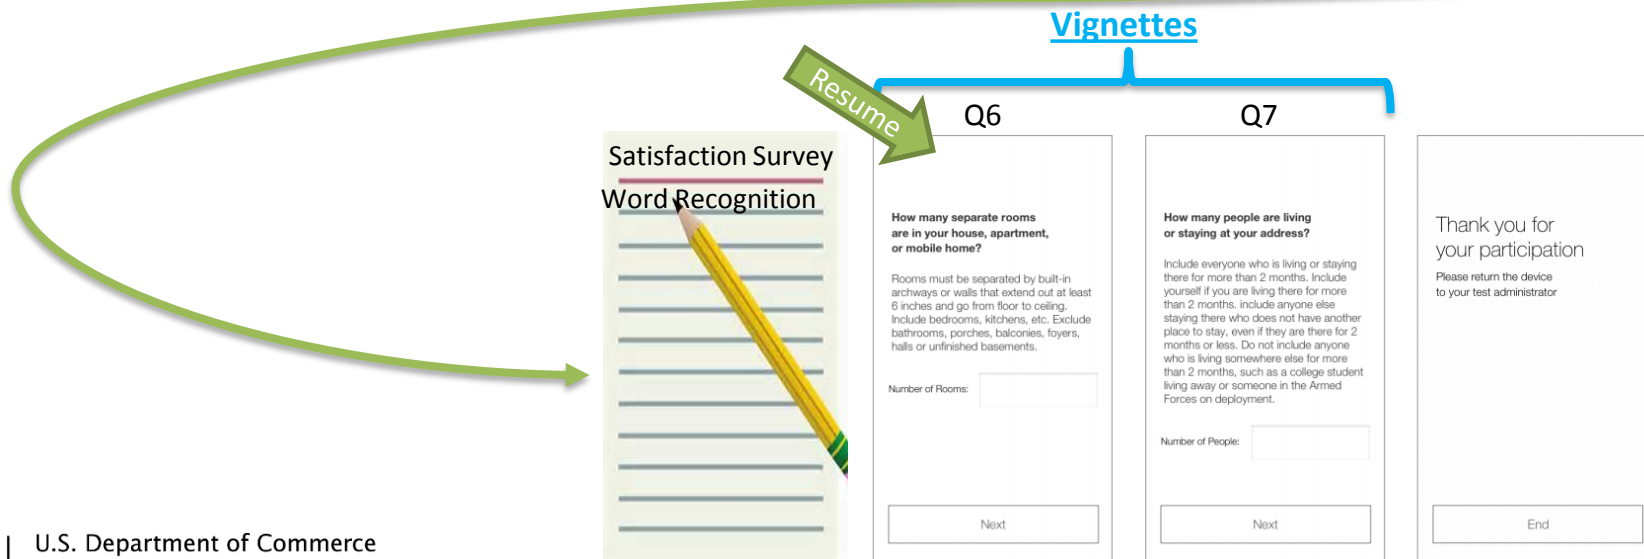 Vignettes
Resume
Q6
Q7
Satisfaction Survey
Word Recognition
How many separate rooms
are in your house, apartment,
or mobile home?
Rooms must be separated by built-in
archways or walls that extend out at least
6 inches and go from floor to ceiling.
Include bedrooms, kitchens, etc. Exclude
bathrooms, porches, balconies, foyers,
halls or unfinished basements.
Number of Rooms:
Next
How many people are living
or staying at your address?
Include everyone who is living or staying
there for more than 2 months. Include
yourself if you are living there for more
than 2 months. include anyone else
staying there who does not have another
place to stay, even if they are there for 2
months or less. Do not include anyone
who is living somewhere else for more
than 2 months, such as a college student
living away or someone in the Armed
Forces on deployment.
Number of People:
Next
Thank you for
your participation
Please return the device
to your test administrator
End
U.S. Department of Commerce